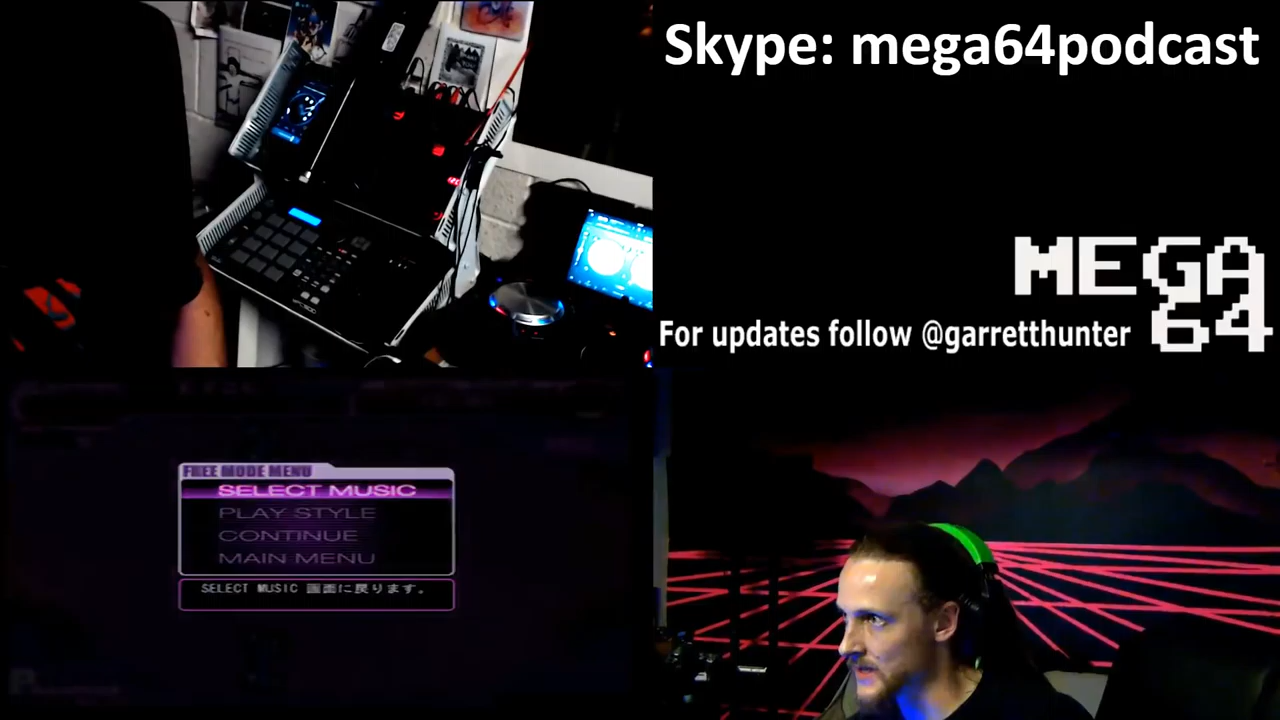 Skype: mega64podcast
MEGA
64
For updates follow @garretthunter
FREE MODE MENU
SELECT MUSIC
PLAY STYLE
CONTINUE
MAIN MENU
SELECT MUSIC 画面に戻ります。